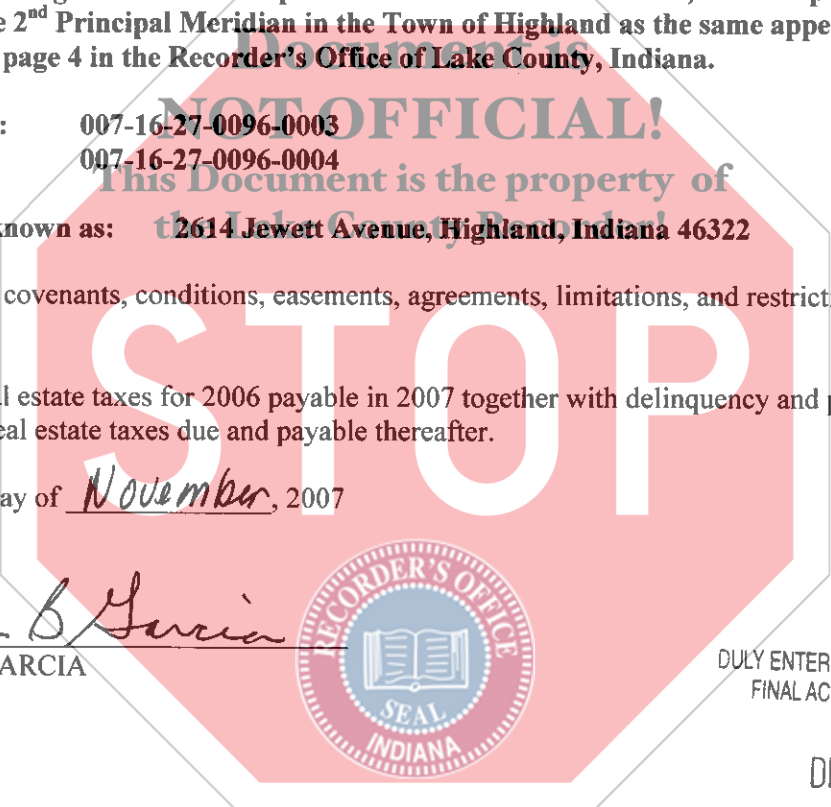 2nd Principal Meridian in the Town of Highland as the same appe
page 4 in the Recorder's Office of Lake County, Indiana.
Document is
NOT OFFICIAL!
This Document is the property of
the Lake County Recorder!
: 007-16-27-0096-0003
007-16-27-0096-0004
known as: 2614 Jewett Avenue, Highland, Indiana 46322
covenants, conditions, easements, agreements, limitations, and restrict
l estate taxes for 2006 payable in 2007 together with delinquency and p
eal estate taxes due and payable thereafter.
ay of November, 2007
STOP
B Garcia
ARCIA
RECORDER'S OFFICE
SEAL
INDIANA
DULY ENTER
FINAL AC